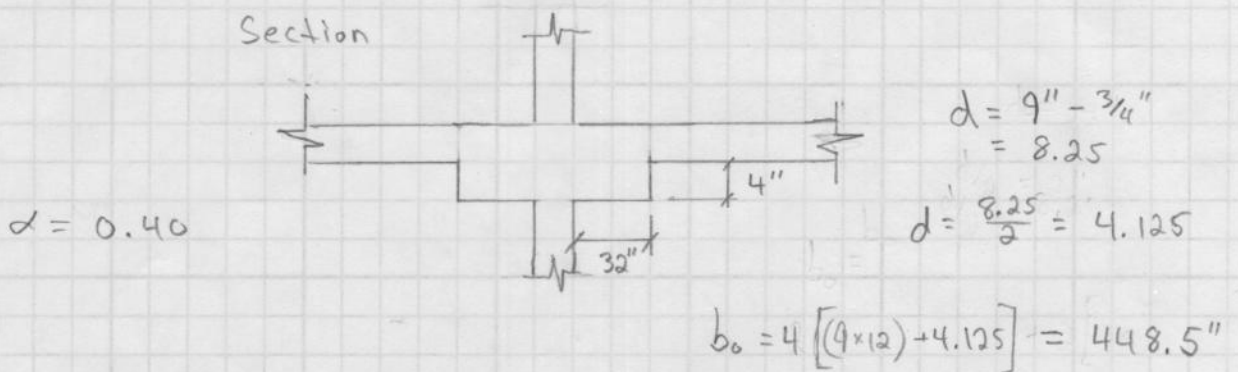 Section
d = 9" - 3/4"
= 8.25
4"
α = 0.40
d = 8.25/2 = 4.125
32"
b₀ = 4[(9×12)+4.125] = 448.5"